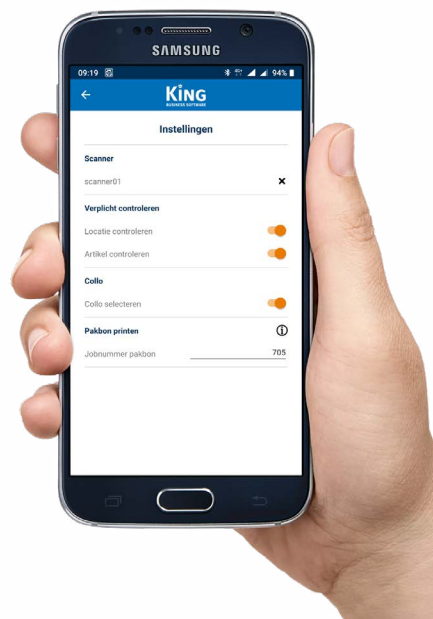 SAMSUNG
09:19 94%
KiNG
BUSINESS SOFTWARE
Instellingen
Scanner
scanner01
Verplicht controleren
Locatie controleren
Artikel controleren
Collo
Collo selecteren
Pakbon printen
Jobnummer pakbon 705